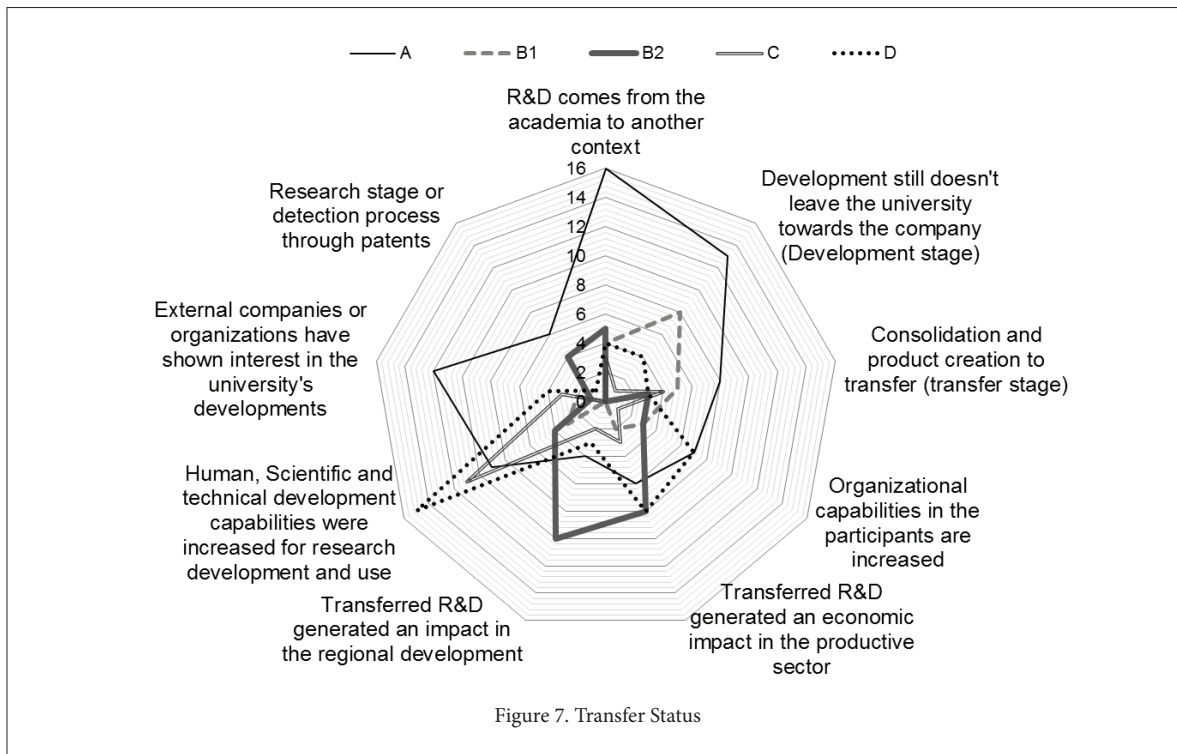 A B1 B2 C D
R&D comes from the
academia to another
context
16
14
12
10
8
6
4
2
0
Development still doesn't
leave the university
towards the company
(Development stage)
Consolidation and
product creation to
transfer (transfer stage)
Organizational
capabilities in the
participants are
increased
Transferred R&D
generated an economic
impact in the productive
sector
Transferred R&D
generated an impact in
the regional development
Human, Scientific and
technical development
capabilities were
increased for research
development and use
External companies or
organizations have
shown interest in the
university's
developments
Research stage or
detection process
through patents
Figure 7. Transfer Status